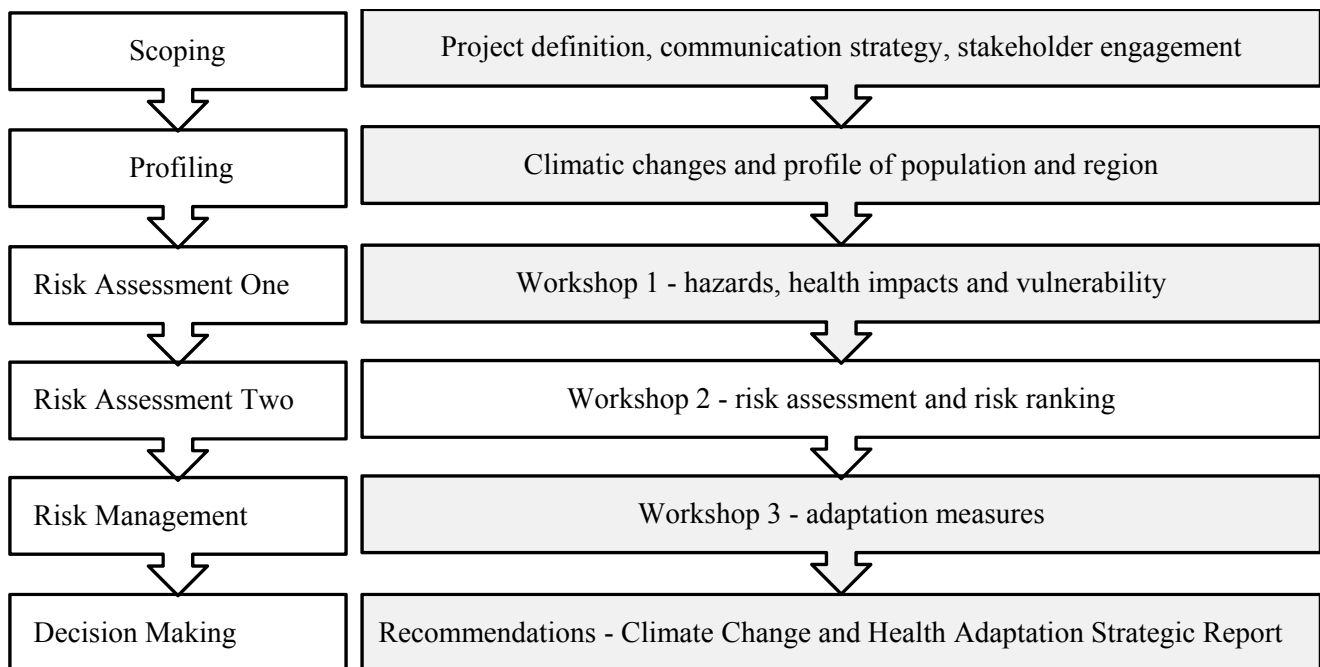 Scoping
Project definition, communication strategy, stakeholder engagement
Profiling
Climatic changes and profile of population and region
Risk Assessment One
Workshop 1 - hazards, health impacts and vulnerability
Risk Assessment Two
Workshop 2 - risk assessment and risk ranking
Risk Management
Workshop 3 - adaptation measures
Decision Making
Recommendations - Climate Change and Health Adaptation Strategic Report